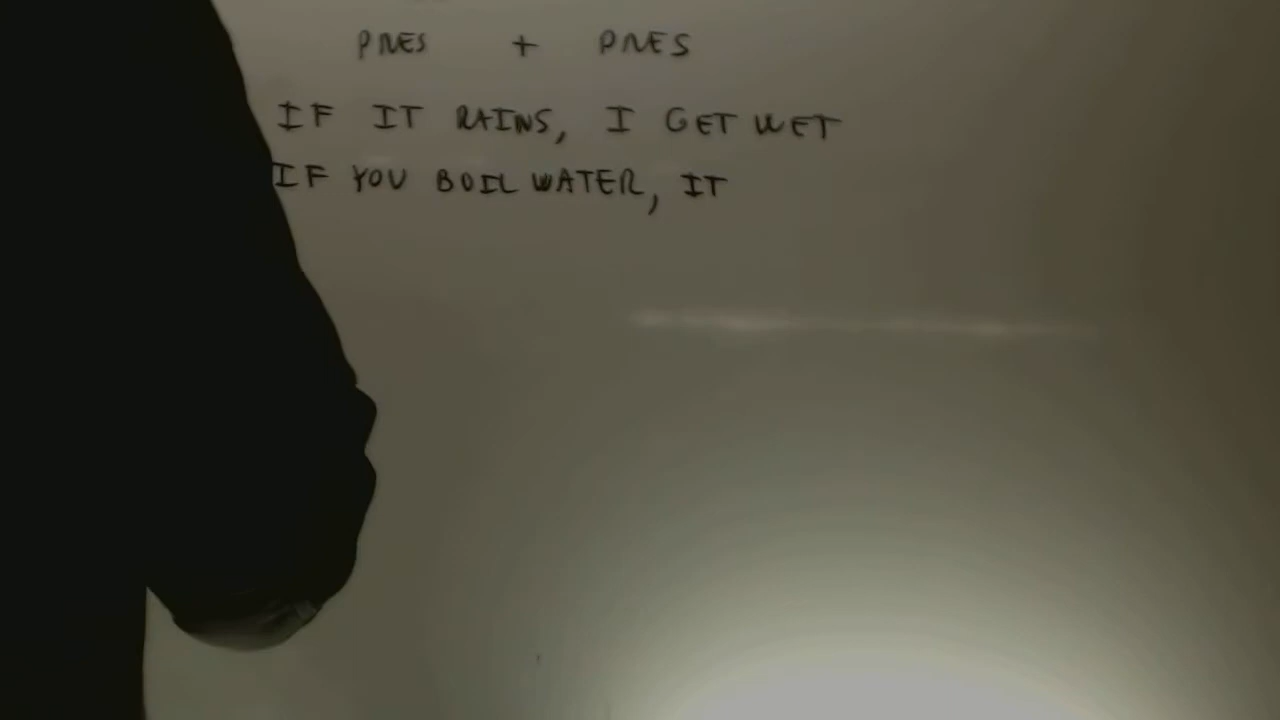 PRES + PRES
IF IT RAINS, I GET WET
IF YOU BOIL WATER, IT